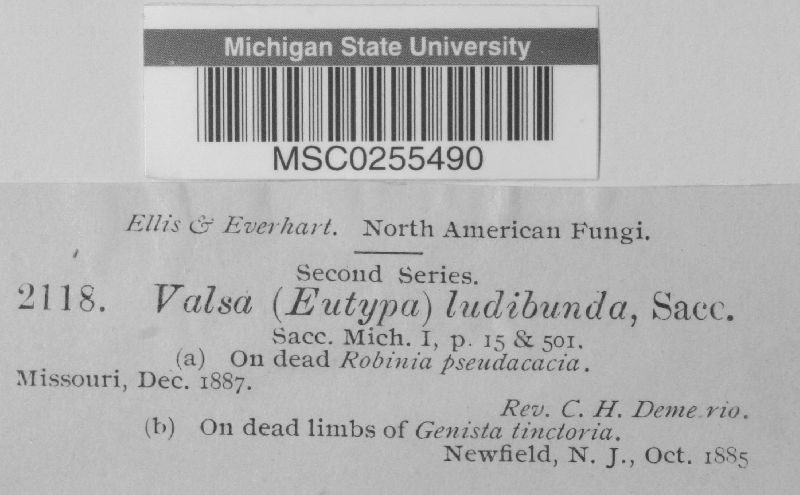 Michigan State University
MSC0255490
Ellis & Everhart. North American Fungi.
Second Series.
2118. Valsa (Eutypa) ludibunda, Sacc.
Sacc. Mich. I, p. 15 & 501.
(a) On dead Robinia pseudacacia.
Missouri, Dec. 1887.
Rev. C. H. Deme rio.
(b) On dead limbs of Genista tinctoria.
Newfield, N. J., Oct. 1885